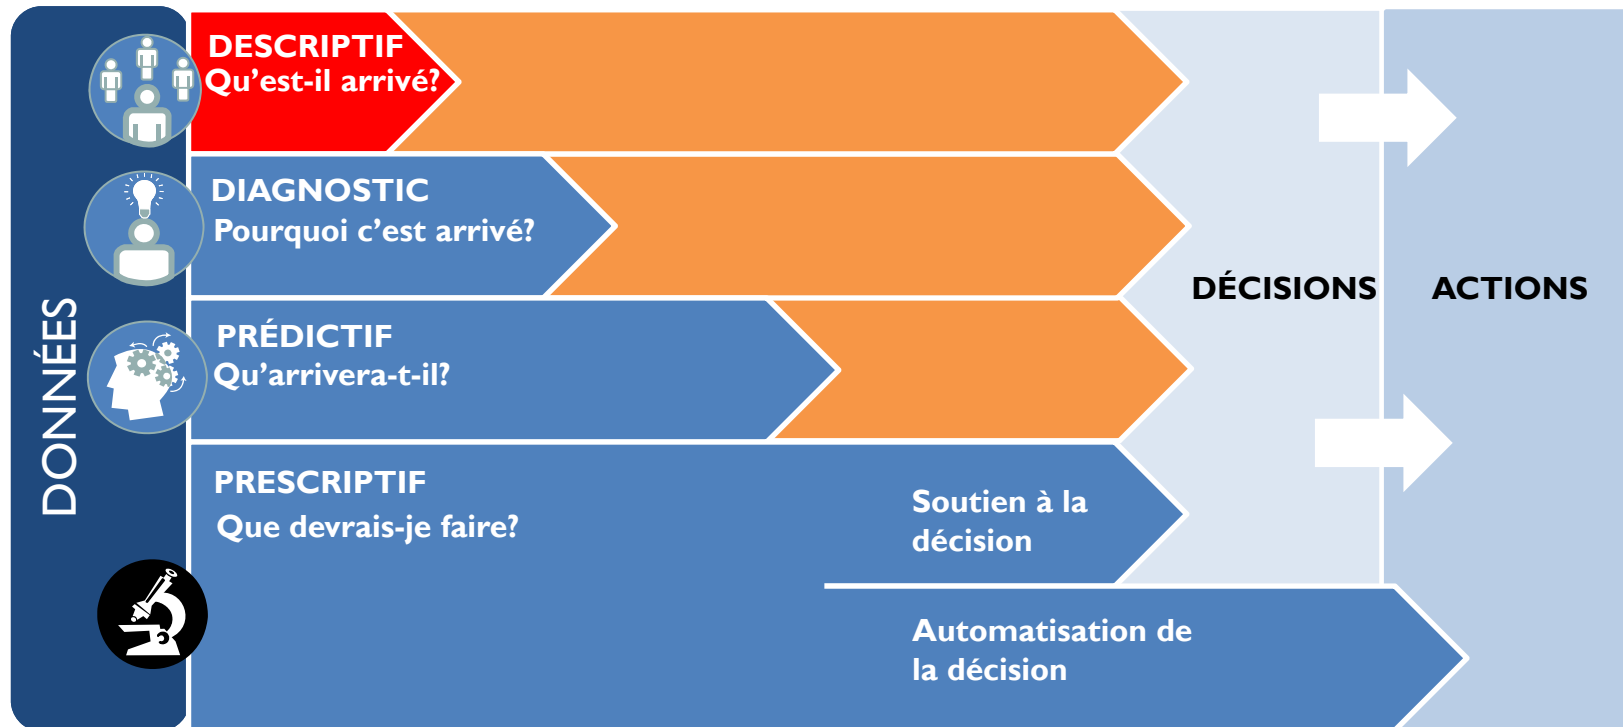 DONNÉES
DESCRIPTIF
Qu’est-il arrivé?
DIAGNOSTIC
Pourquoi c’est arrivé?
PRÉDICTIF
Qu’arrivera-t-il?
PRESCRIPTIF
Que devrais-je faire?
Soutien à la
décision
Automatisation de
la décision
DÉCISIONS
ACTIONS